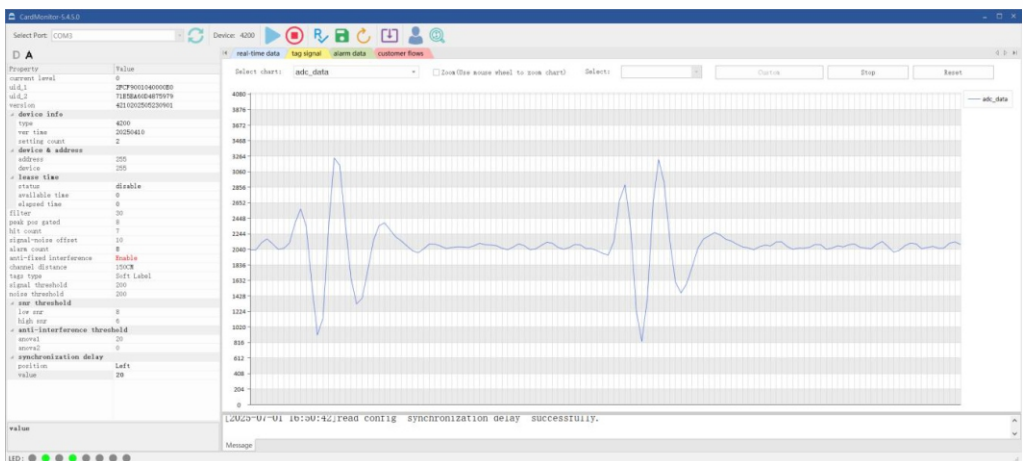 CardMonitor-5.4.5.0
Select Port: COM3
Device: 4200
D A
real-time data tag signal alarm data customer flows
Property Value
current level 0
uid_1
uid_2
version 4210202505230901
device info
type 4200
ver time 20250410
setting count 2
device & address
address 255
device 255
lease time
status disable
available time 0
elapsed time 0
filter 30
peak pos gated 8
hit count 7
signal-noise offset 10
alarm count 8
anti-fixed interference Enable
channel distance 150CM
tags type Soft Label
signal threshold 200
noise threshold 200
snr threshold
low snr 8
high snr 6
anti-interference threshold
anova1 20
anova2 0
synchronization delay
position Left
value 20
value
LED:
Select chart: adc_data
Zoom(Use mouse wheel to zoom chart)
Select:
Custom
Stop
Reset
4080
3876
3672
3468
3264
3060
2856
2652
2448
2244
2040
1836
1632
1428
1224
1020
816
612
408
204
0
adc_data
[2025-07-01 16:50:42]read config synchronization delay successfully.
Message